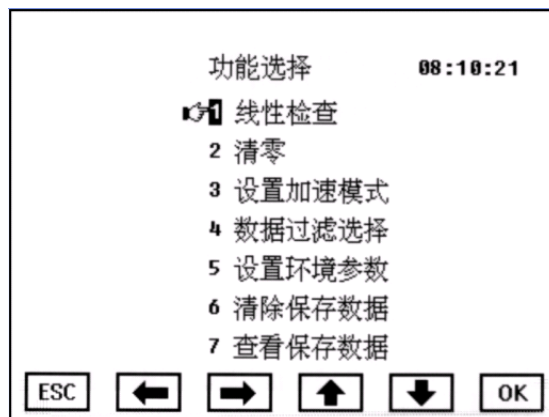 功能选择 08:10:21
1 线性检查
2 清零
3 设置加速模式
4 数据过滤选择
5 设置环境参数
6 清除保存数据
7 查看保存数据
ESC OK